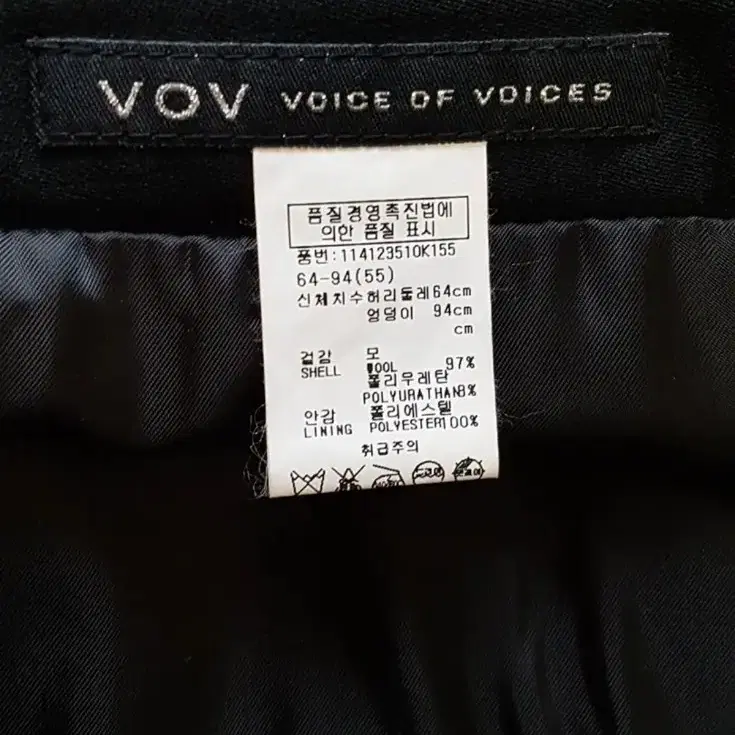 VOV VOICE OF VOICES
품질경영촉진법에
의한 품질 표시
품번:114123510K155
64-94(55)
신체치수허리둘레64cm
엉덩이 94cm
cm
겉감 모
SHELL WOOL 97%
폴리우레탄
POLYURATHAN3%
안감 폴리에스텔
LINING POLYESTER100%
취급주의